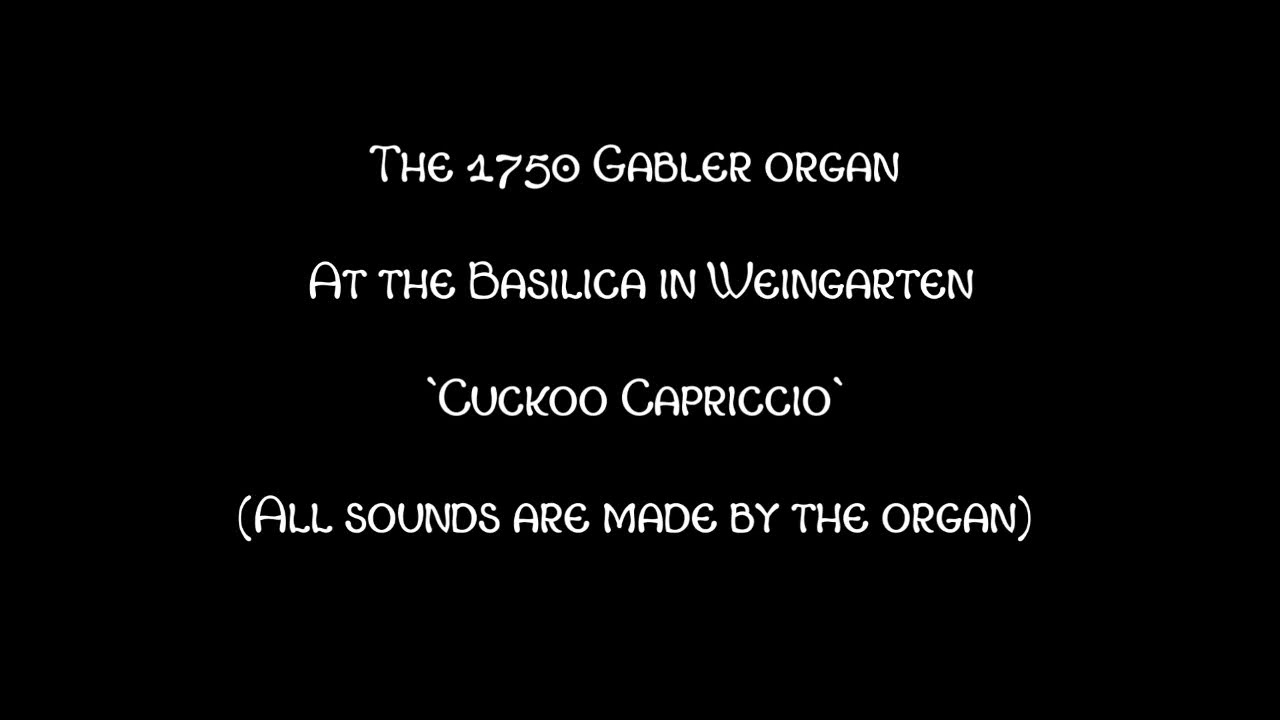 The 1750 Gabler organ
At the Basilica in Weingarten
`Cuckoo Capriccio`
(All sounds are made by the organ)